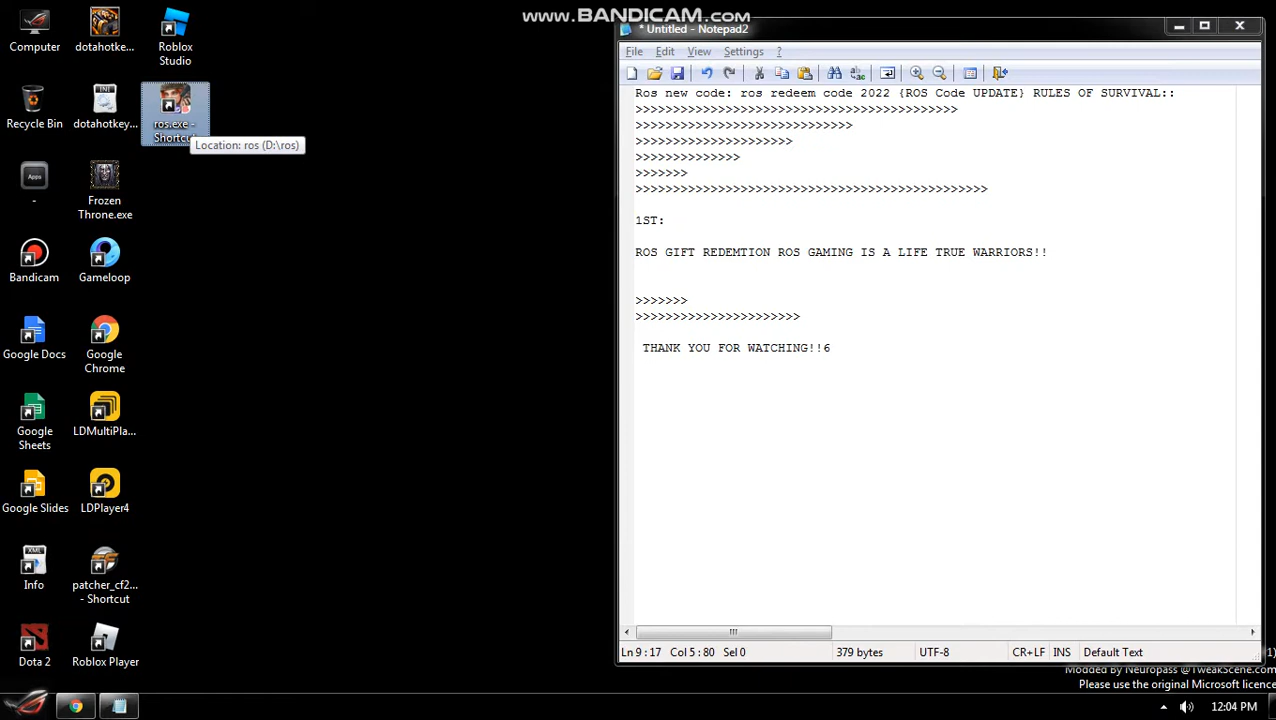 www.BANDICAM.com
Computer
dotahotke...
Roblox
Studio
Recycle Bin
dotahotkey...
ros.exe -
Shortcut
Location: ros (D:\ros)
Apps
-
Frozen
Throne.exe
Bandicam
Gameloop
Google Docs
Google
Chrome
Google
Sheets
LDMultiPla...
Google Slides
LDPlayer4
XML
Info
patcher_cf2...
- Shortcut
Dota 2
Roblox Player
* Untitled - Notepad2
File Edit View Settings ?
Ros new code: ros redeem code 2022 {ROS Code UPDATE} RULES OF SURVIVAL::
>>>>>>>>>>>>>>>>>>>>>>>>>>>>>>>>>>>>>>>>>>>
>>>>>>>>>>>>>>>>>>>>>>>>>>>>>
>>>>>>>>>>>>>>>>>>>>>
>>>>>>>>>>>>>>
>>>>>>>
>>>>>>>>>>>>>>>>>>>>>>>>>>>>>>>>>>>>>>>>>>>>>>>
1ST:
ROS GIFT REDEMTION ROS GAMING IS A LIFE TRUE WARRIORS!!
>>>>>>>
>>>>>>>>>>>>>>>>>>>>>>
THANK YOU FOR WATCHING!!6
Ln 9 : 17 Col 5 : 80 Sel 0 379 bytes UTF-8 CR+LF INS Default Text
Modded by Neuropass @TweakScene.com
Please use the original Microsoft licence
12:04 PM